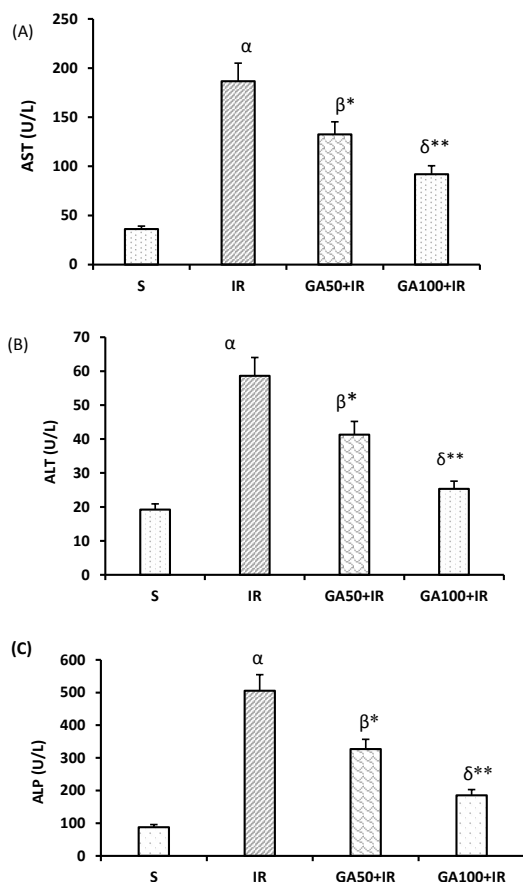 (A)
AST (U/L)
250
200
150
100
50
0
α
β*
δ**
S IR GA50+IR GA100+IR
(B)
ALT (U/L)
70
60
50
40
30
20
10
0
α
β*
δ**
S IR GA50+IR GA100+IR
(C)
ALP (U/L)
600
500
400
300
200
100
0
α
β*
δ**
S IR GA50+IR GA100+IR